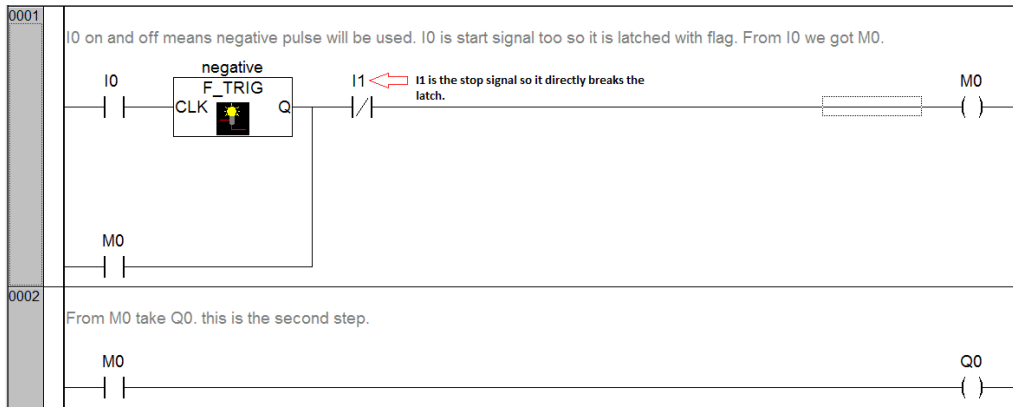 0001
I0 on and off means negative pulse will be used. I0 is start signal too so it is latched with flag. From I0 we got M0.
negative
I0
F_TRIG
I1
I1 is the stop signal so it directly breaks the
latch.
M0
CLK
Q
M0
0002
From M0 take Q0. this is the second step.
M0
Q0